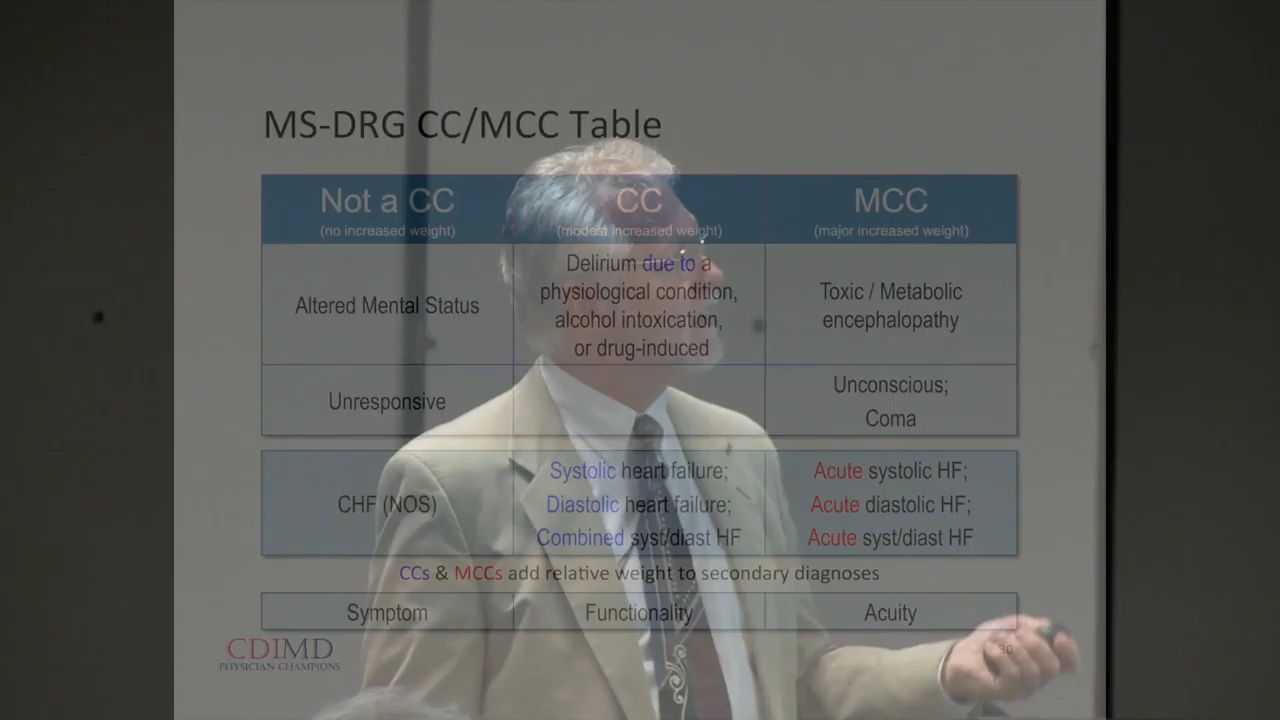 MS-DRG CC/MCC Table
Not a CC
(no increased weight)
CC
(modest increased weight)
MCC
(major increased weight)
Altered Mental Status
Delirium due to a
physiological condition,
alcohol intoxication,
or drug-induced
Toxic / Metabolic
encephalopathy
Unresponsive
Unconscious;
Coma
CHF (NOS)
Systolic heart failure;
Diastolic heart failure;
Combined syst/diast HF
Acute systolic HF;
Acute diastolic HF;
Acute syst/diast HF
CCs & MCCs add relative weight to secondary diagnoses
Symptom
Functionality
Acuity
CDIMD
PHYSICIAN CHAMPIONS
30